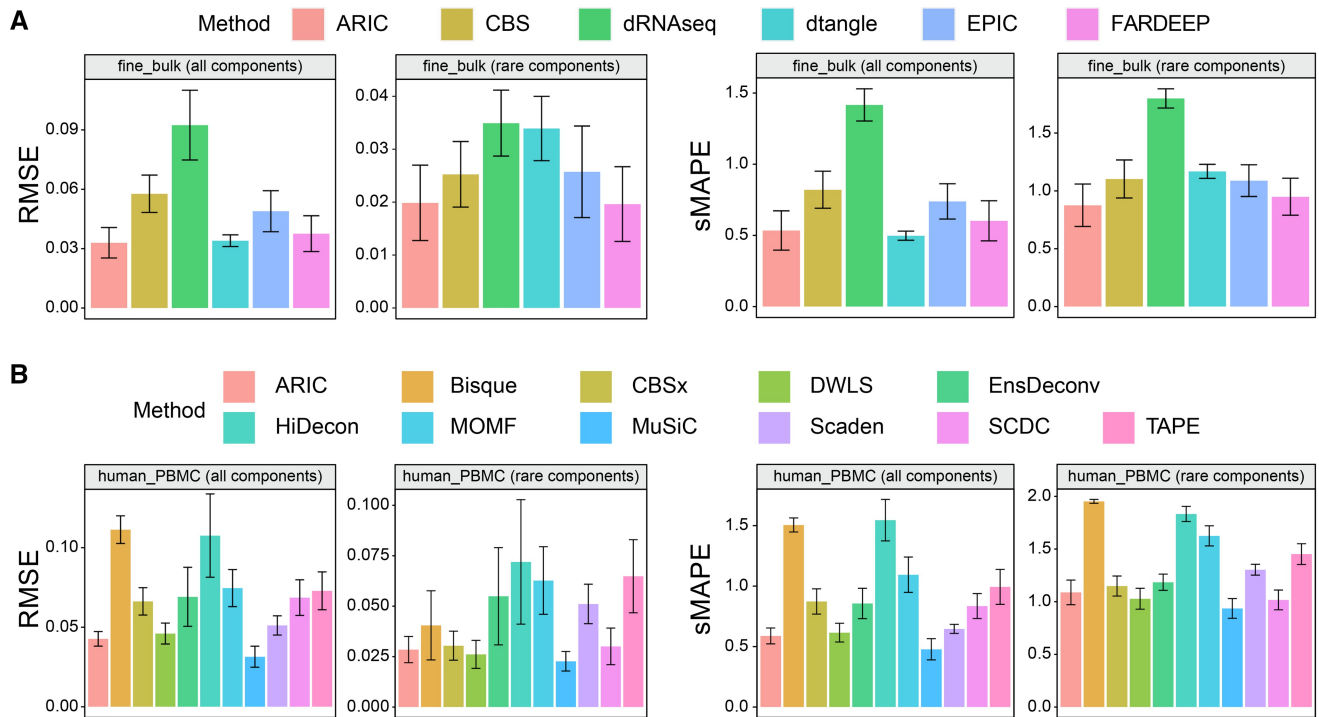 A
Method ARIC CBS dRNAseq dtangle EPIC FARDEEP
fine_bulk (all components)
RMSE
0.09
0.06
0.03
0.00
fine_bulk (rare components)
0.04
0.03
0.02
0.01
0.00
fine_bulk (all components)
sMAPE
1.5
1.0
0.5
0.0
fine_bulk (rare components)
1.5
1.0
0.5
0.0
B
Method
ARIC Bisque CBSx DWLS EnsDeconv
HiDecon MOMF MuSiC Scaden SCDC TAPE
human_PBMC (all components)
RMSE
0.10
0.05
0.00
human_PBMC (rare components)
0.100
0.075
0.050
0.025
0.000
human_PBMC (all components)
sMAPE
1.5
1.0
0.5
0.0
human_PBMC (rare components)
2.0
1.5
1.0
0.5
0.0